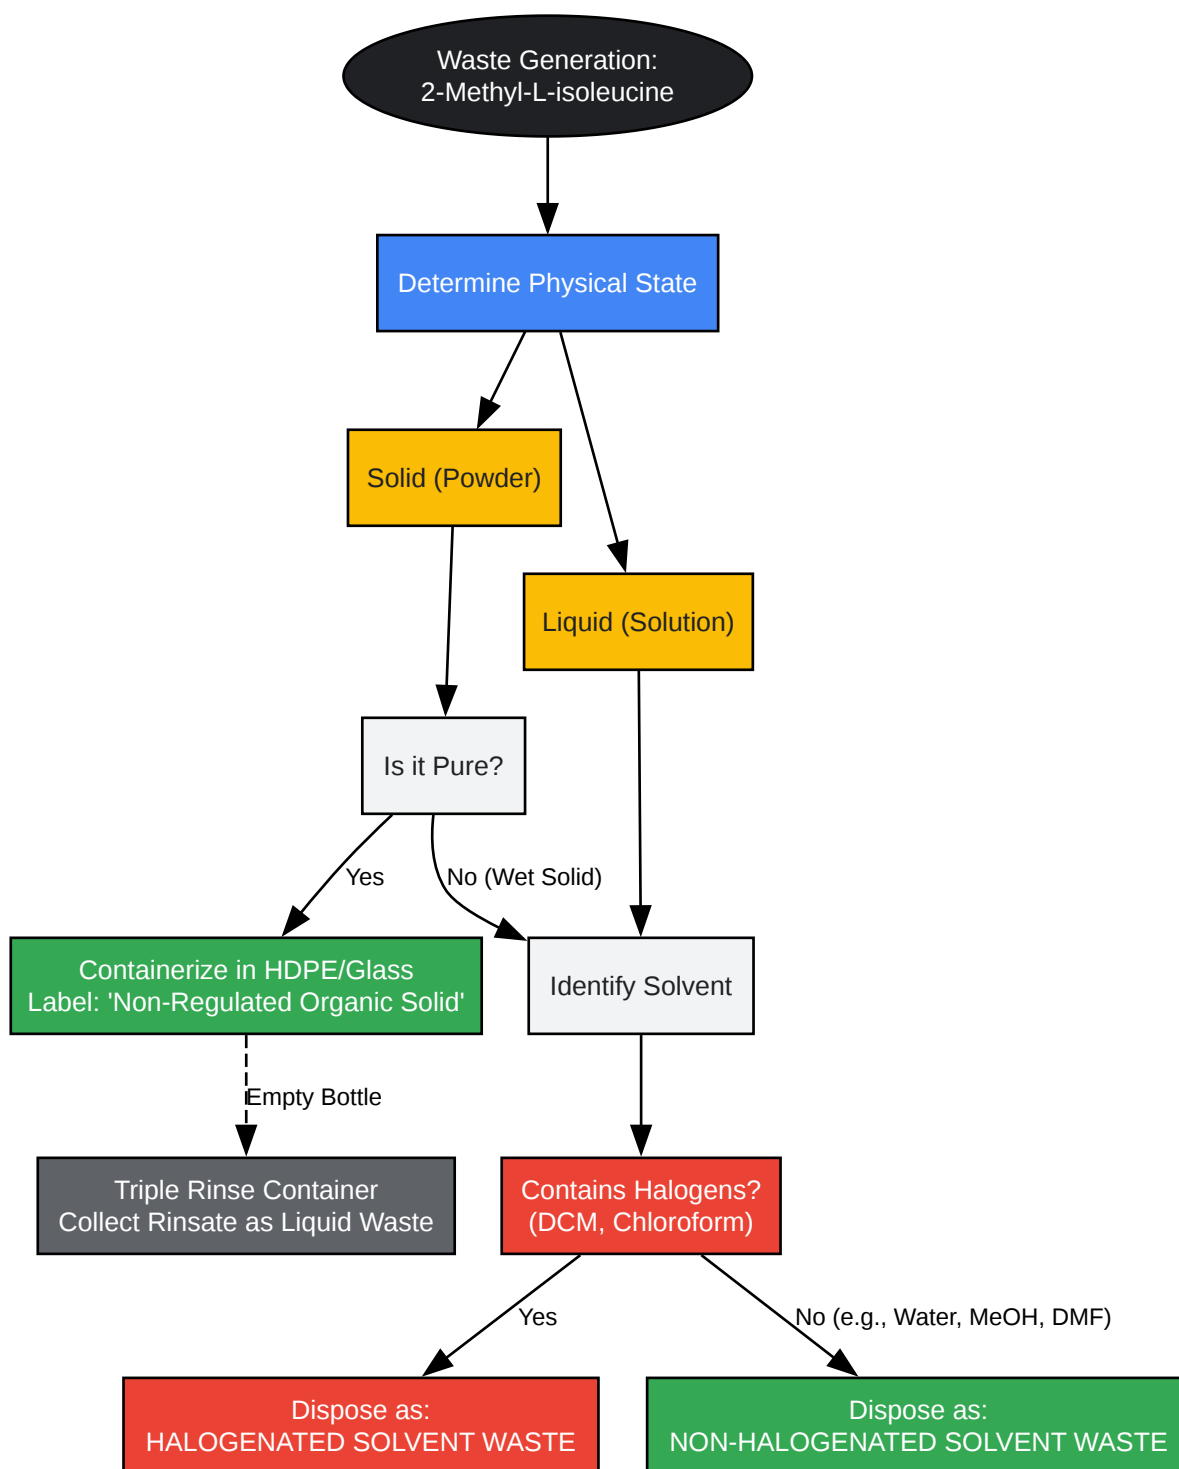 Waste Generation:
2-Methyl-L-isoleucine
Determine Physical State
Solid (Powder)
Liquid (Solution)
Is it Pure?
Yes
No (Wet Solid)
Containerize in HDPE/Glass
Label: 'Non-Regulated Organic Solid'
Identify Solvent
Empty Bottle
Triple Rinse Container
Collect Rinsate as Liquid Waste
Contains Halogens?
(DCM, Chloroform)
Yes
No (e.g., Water, MeOH, DMF)
Dispose as:
HALOGENATED SOLVENT WASTE
Dispose as:
NON-HALOGENATED SOLVENT WASTE